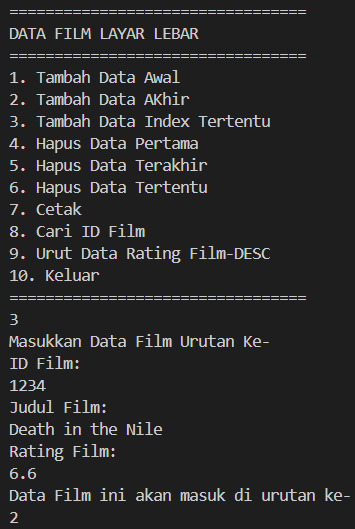 =================================
DATA FILM LAYAR LEBAR
=================================
1. Tambah Data Awal
2. Tambah Data AKhir
3. Tambah Data Index Tertentu
4. Hapus Data Pertama
5. Hapus Data Terakhir
6. Hapus Data Tertentu
7. Cetak
8. Cari ID Film
9. Urut Data Rating Film-DESC
10. Keluar
=================================
3
Masukkan Data Film Urutan Ke-
ID Film:
1234
Judul Film:
Death in the Nile
Rating Film:
6.6
Data Film ini akan masuk di urutan ke-
2